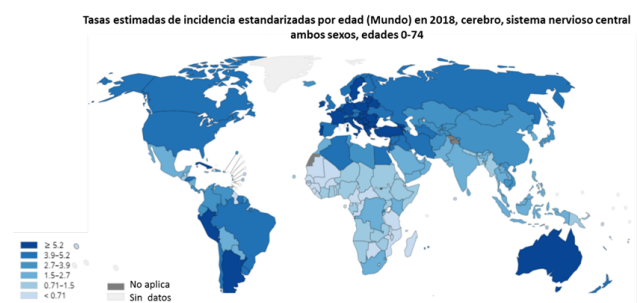 Tasas estimadas de incidencia estandarizadas por edad (Mundo) en 2018, cerebro, sistema nervioso central
ambos sexos, edades 0-74
≥ 5.2
3.9–5.2
2.7–3.9
1.5–2.7
0.71–1.5
< 0.71
No aplica
Sin datos